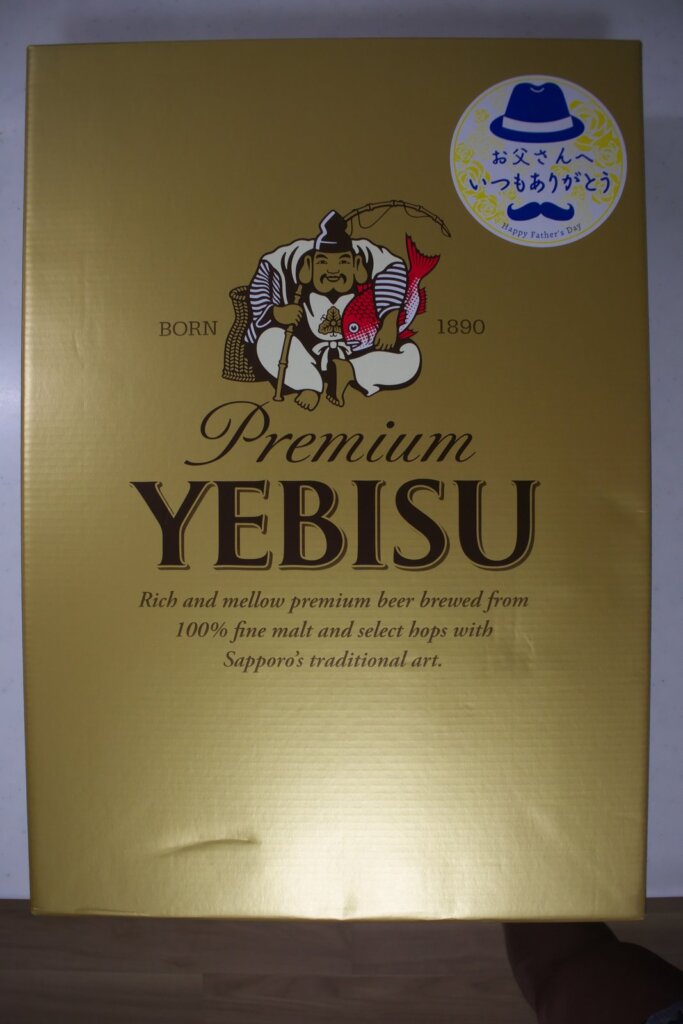 お父さんへ
いつもありがとう
Happy Father's Day
BORN 1890
Premium
YEBISU
Rich and mellow premium beer brewed from
100% fine malt and select hops with
Sapporo's traditional art.